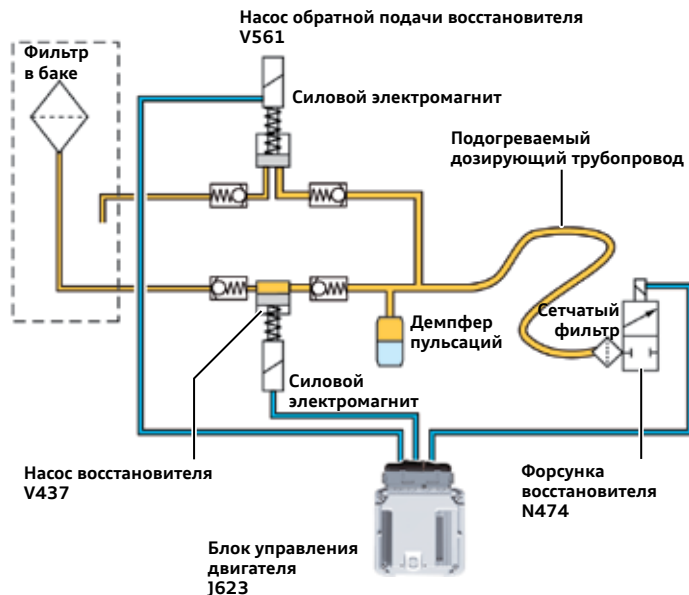 Насос обратной подачи восстановителя
V561
Фильтр
в баке
Силовой электромагнит
Подогреваемый
дозирующий трубопровод
Сетчатый
фильтр
Демпфер
пульсаций
Силовой
электромагнит
Насос восстановителя
V437
Форсунка
восстановителя
N474
Блок управления
двигателя
J623